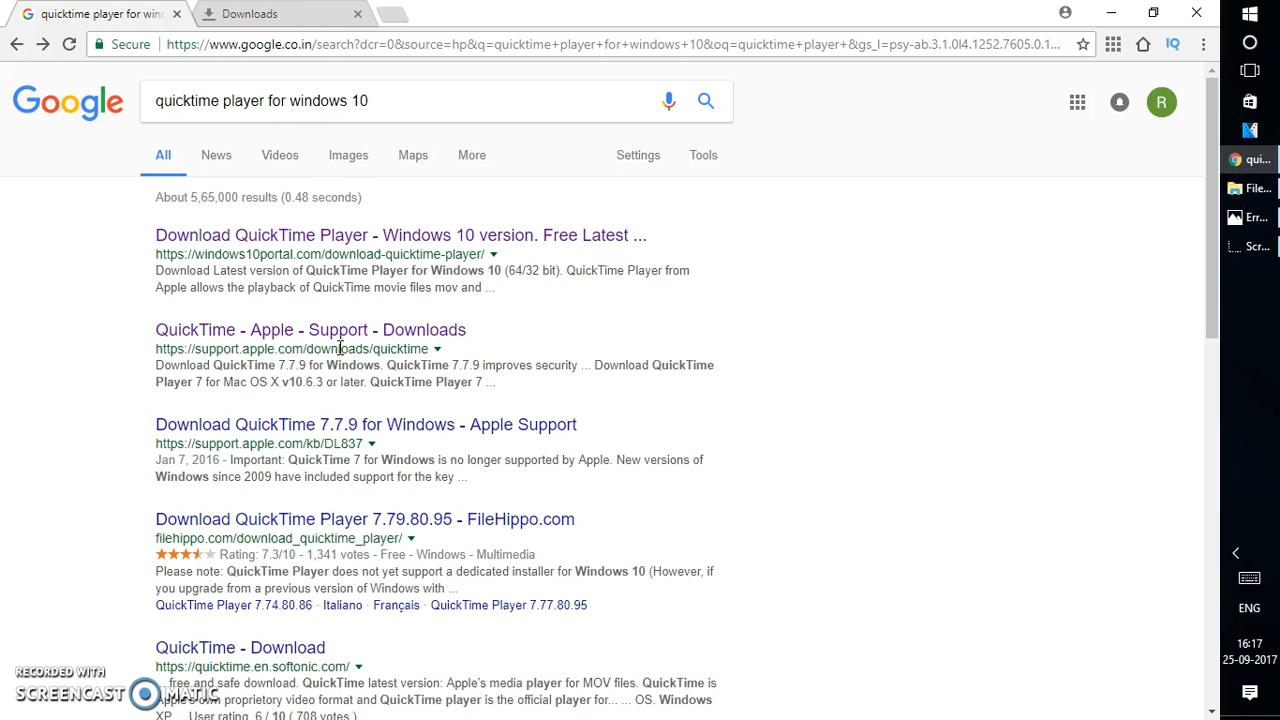 quicktime player for wind
Downloads
Secure
https://www.google.co.in/search?dcr=0&source=hp&q=quicktime+player+for+windows+10&oq=quicktime+player+&gs_l=psy-ab.3.1.0l4.1252.7605.0.1...
Google
quicktime player for windows 10
R
All News Videos Images Maps More Settings Tools
About 5,65,000 results (0.48 seconds)
Download QuickTime Player - Windows 10 version. Free Latest ...
https://windows10portal.com/download-quicktime-player/
Download Latest version of QuickTime Player for Windows 10 (64/32 bit). QuickTime Player from
Apple allows the playback of QuickTime movie files mov and ...
QuickTime - Apple - Support - Downloads
https://support.apple.com/downloads/quicktime
Download QuickTime 7.7.9 for Windows. QuickTime 7.7.9 improves security ... Download QuickTime
Player 7 for Mac OS X v10.6.3 or later. QuickTime Player 7 ...
Download QuickTime 7.7.9 for Windows - Apple Support
https://support.apple.com/kb/DL837
Jan 7, 2016 - Important: QuickTime 7 for Windows is no longer supported by Apple. New versions of
Windows since 2009 have included support for the key ...
Download QuickTime Player 7.79.80.95 - FileHippo.com
filehippo.com/download_quicktime_player/
Rating: 7.3/10 - 1,341 votes - Free - Windows - Multimedia
Please note: QuickTime Player does not yet support a dedicated installer for Windows 10 (However, if
you upgrade from a previous version of Windows with ...
QuickTime Player 7.74.80.86 · Italiano · Français · QuickTime Player 7.77.80.95
QuickTime - Download
https://quicktime.en.softonic.com/
free and safe download. QuickTime latest version: Apple's media player for MOV files. QuickTime is
own proprietary video format and QuickTime player is the official player for... ... OS. Windows
XP ... User rating 6 / 10 ( 708 votes )
RECORDED WITH
SCREENCAST MATIC
IQ
qui...
File...
Err...
Scr...
ENG
16:17
25-09-2017